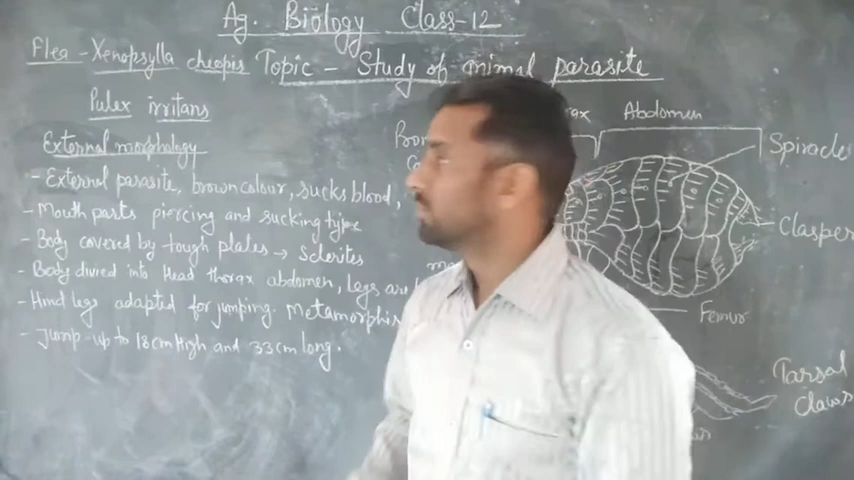 Ag. Biology Class-12
Flea - Xenopsylla cheopis Topic - Study of animal parasite
Pulex irritans
External morphology
- External parasite, brown colour, sucks blood,
- Mouth parts piercing and sucking type
- Body covered by tough plates → Sclerites
- Body divied into Head thorax abdomen, legs are
- Hind legs adapted for jumping. Metamorphis
- Jump up to 18cm High and 33cm long.
Abdomen
Spiracle
Clasper
Femur
Tarsal
Claws